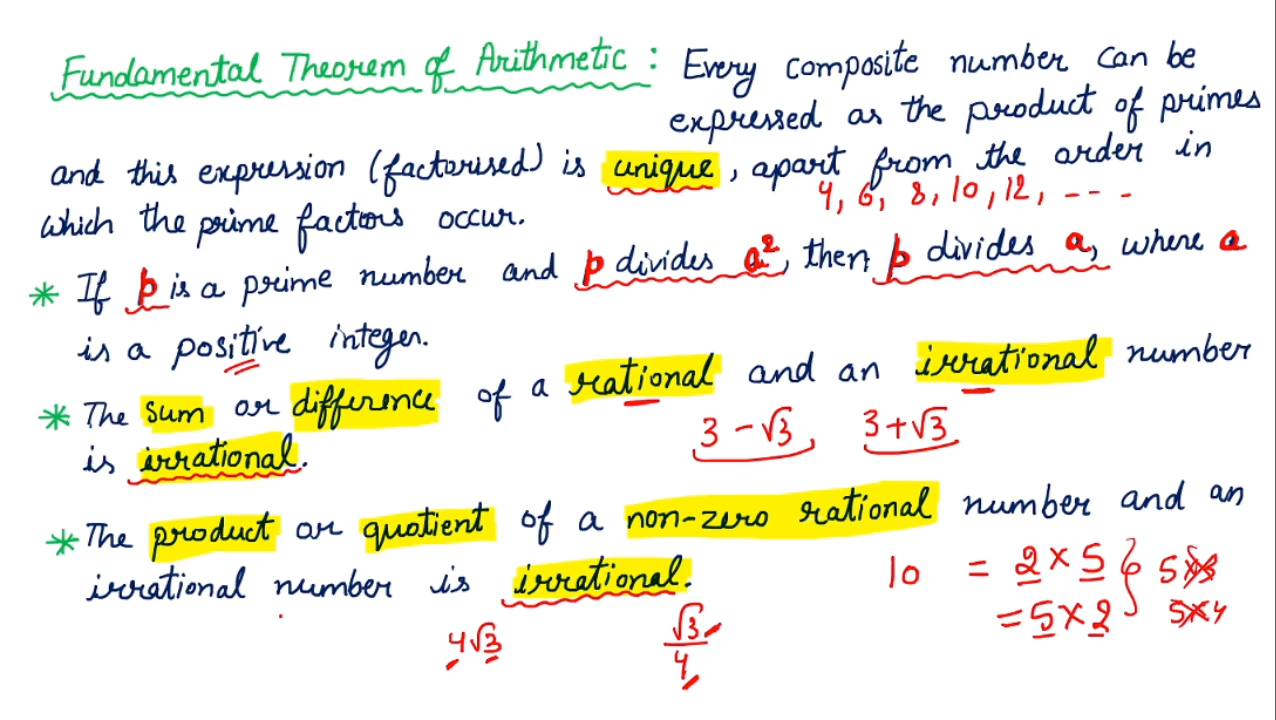 Fundamental Theorem of Arithmetic : Every composite number can be
expressed as the product of primes
and this expression (factorised) is unique, apart from the order in
4, 6, 8, 10, 12, - - - -
which the prime factors occur.
* If p is a prime number and p divides a², then p divides a, where a
is a positive integer.
* The sum or difference of a rational and an irrational number
is irrational.
3 - √3, 3+√3
* The product or quotient of a non-zero rational number and an
irrational number is irrational.
10 = 2 × 5
= 5 × 2
4√3
√3
4